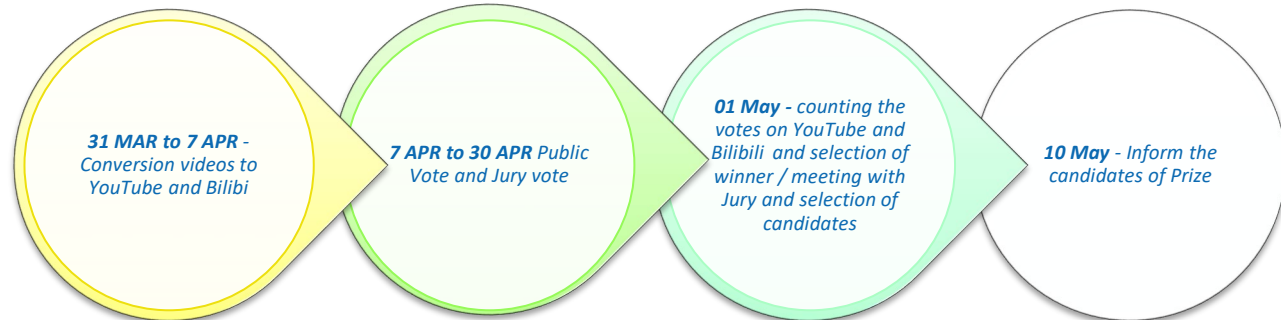 31 MAR to 7 APR -
Conversion videos to
YouTube and Bilibi
7 APR to 30 APR Public
Vote and Jury vote
01 May - counting the
votes on YouTube and
Bilibili and selection of
winner / meeting with
Jury and selection of
candidates
10 May - Inform the
candidates of Prize